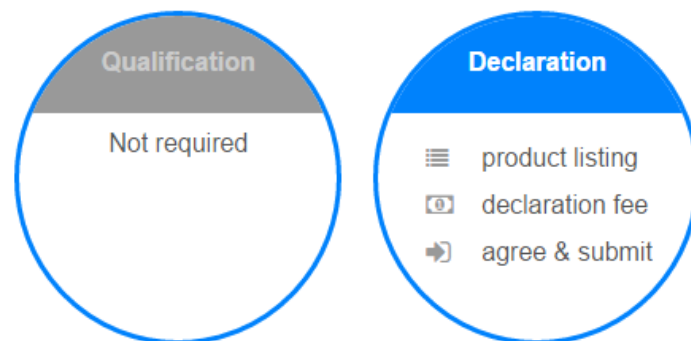 Qualification
Not required
Declaration
product listing
declaration fee
agree & submit